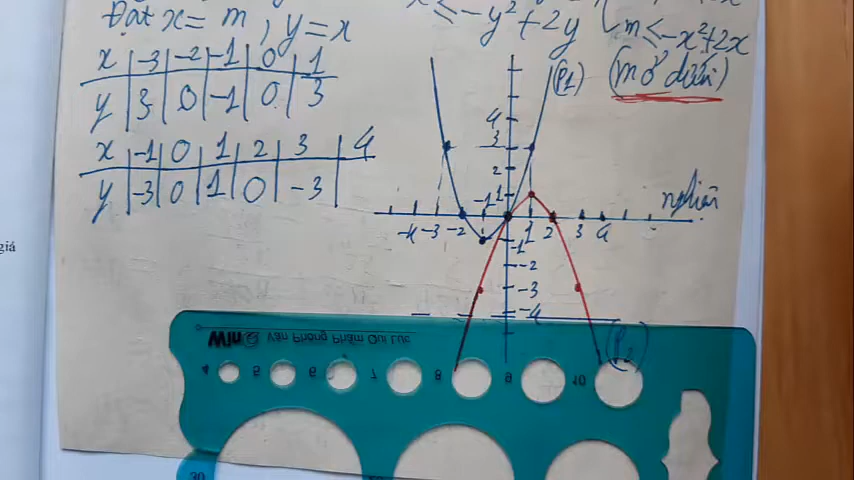 Đặt x = m, y = x
x ≤ -y² + 2y
m ≤ -x² + 2x
(P1)
x | -3 | -2 | -1 | 0 | 1
y | 3 | 0 | -1 | 0 | 3
x | -1 | 0 | 1 | 2 | 3 | 4
y | -3 | 0 | 1 | 0 | -3
4
3
2
1
-1
nghiệm
-4 -3 -2 1 2 3 4
-1
-2
-3
-4
giá
Win
Văn Phòng Phẩm Qui Lực
4 5 6 7 8 9 10
30